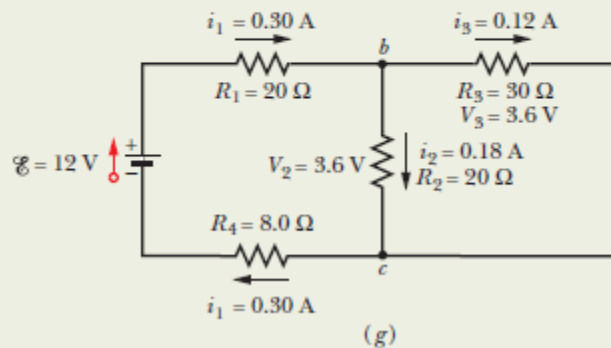 i₁ = 0.30 A
i₃ = 0.12 A
b
R₁ = 20 Ω
R₃ = 30 Ω
V₃ = 3.6 V
+
ℰ = 12 V
−
V₂ = 3.6 V
i₂ = 0.18 A
R₂ = 20 Ω
R₄ = 8.0 Ω
c
i₁ = 0.30 A
(g)